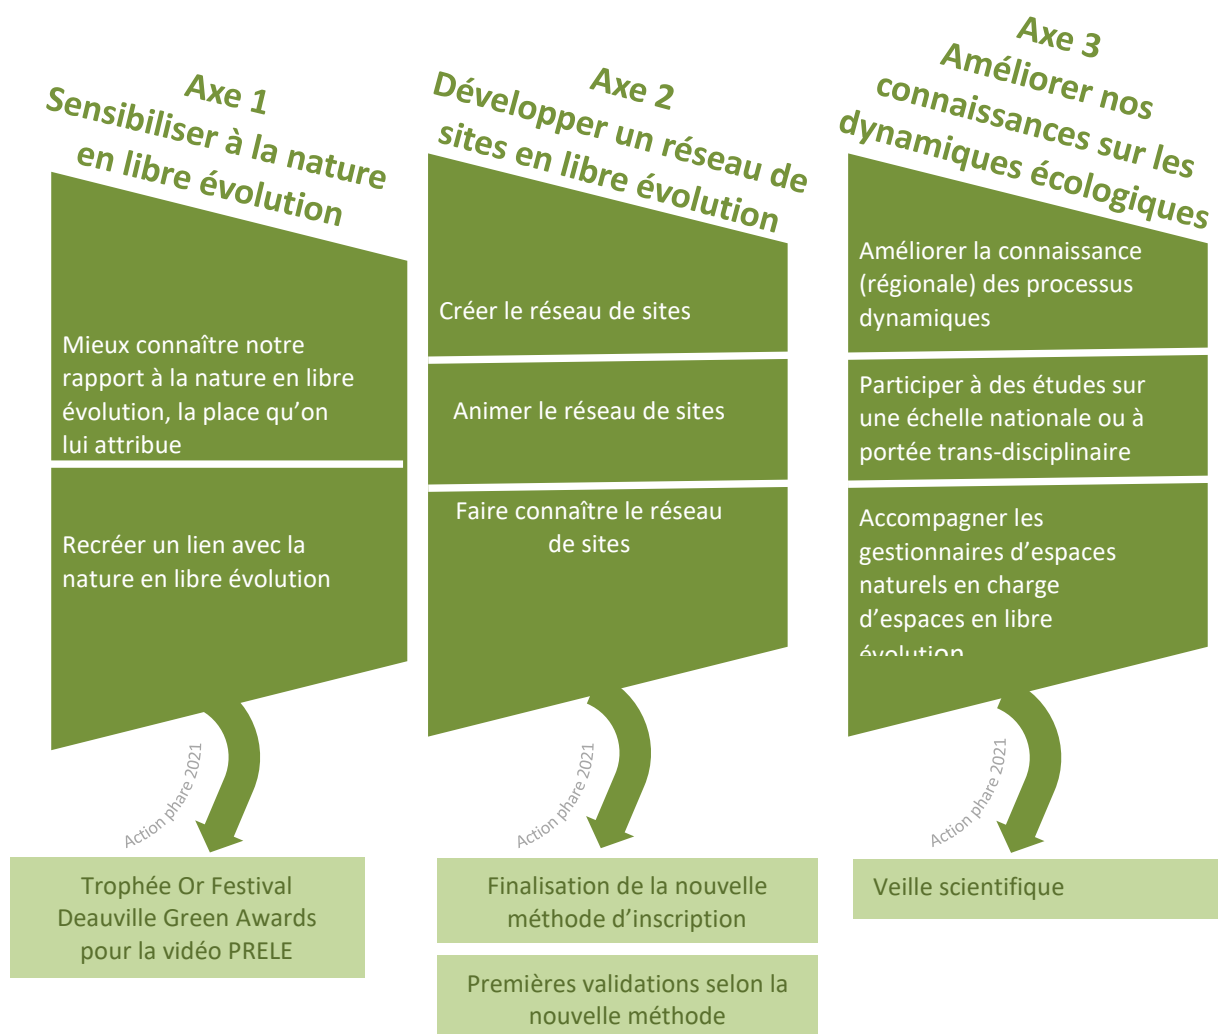 Axe 1
Sensibiliser à la nature
en libre évolution
Mieux connaître notre
rapport à la nature en libre
évolution, la place qu’on
lui attribue
Recréer un lien avec la
nature en libre évolution
Action phare 2021
Trophée Or Festival
Deauville Green Awards
pour la vidéo PRELE
Axe 2
Développer un réseau de
sites en libre évolution
Créer le réseau de sites
Animer le réseau de sites
Faire connaître le réseau
de sites
Action phare 2021
Finalisation de la nouvelle
méthode d’inscription
Premières validations selon la
nouvelle méthode
Axe 3
Améliorer nos
connaissances sur les
dynamiques écologiques
Améliorer la connaissance
(régionale) des processus
dynamiques
Participer à des études sur
une échelle nationale ou à
portée trans-disciplinaire
Accompagner les
gestionnaires d’espaces
naturels en charge
d’espaces en libre
évolution
Action phare 2021
Veille scientifique